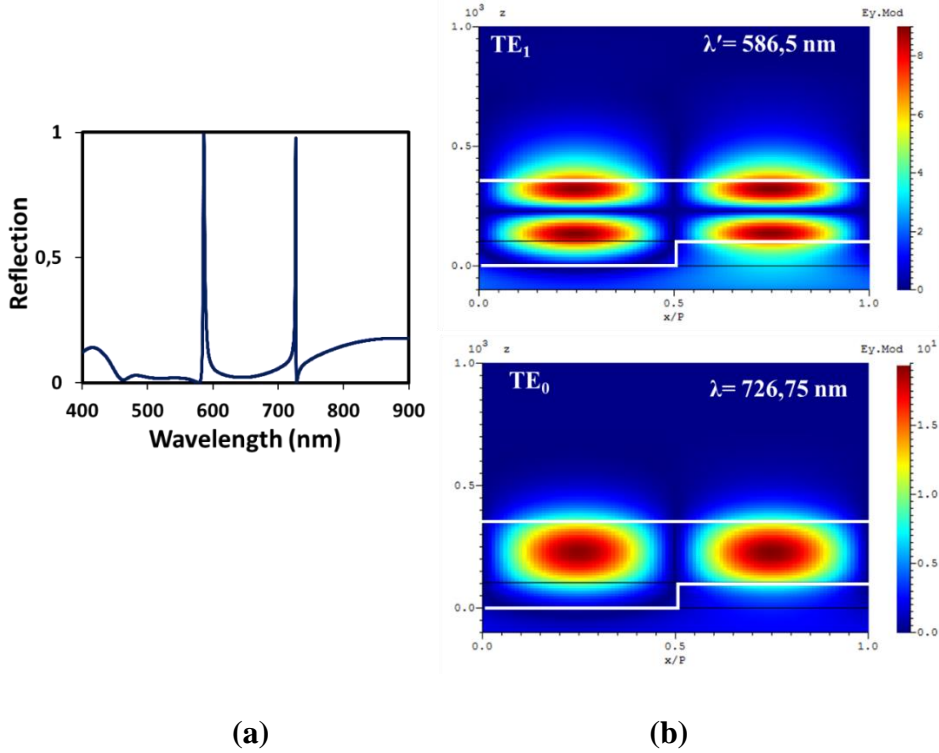 1.0
10³ z
Ey.Mod
TE₁
λ′= 586,5 nm
8
6
4
2
0
0.5
0.0
0.0
0.5
1.0
x/P
1
0,5
0
Reflection
400 500 600 700 800 900
Wavelength (nm)
10³ z
Ey.Mod
1.0
10¹
TE₀
λ= 726,75 nm
1.5
1.0
0.5
0.0
0.5
0.0
0.0
0.5
1.0
x/P
(a)
(b)